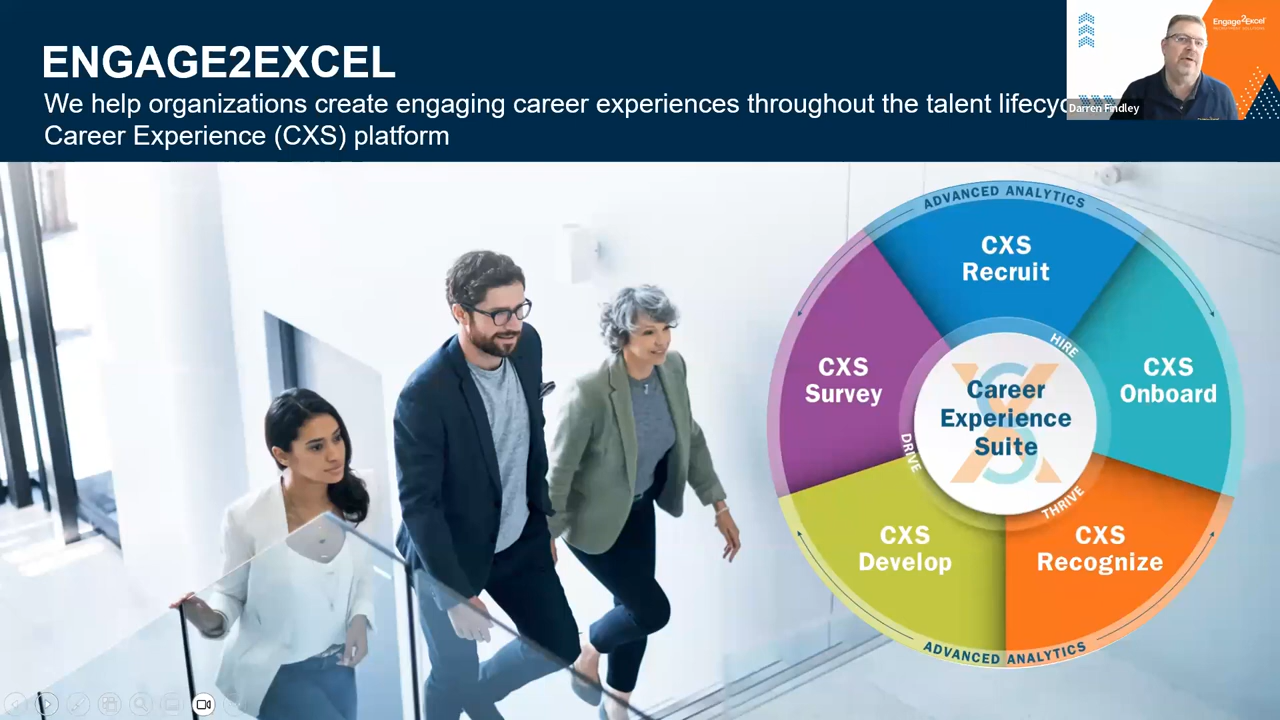 ENGAGE2EXCEL
We help organizations create engaging career experiences throughout the talent
Career Experience (CXS) platform
Engage2Excel
Darren Findley
ADVANCED ANALYTICS
CXS
Recruit
HIRE
CXS
Survey
CXS
Onboard
Career
Experience
Suite
DRIVE
THRIVE
CXS
Develop
CXS
Recognize
ADVANCED ANALYTICS